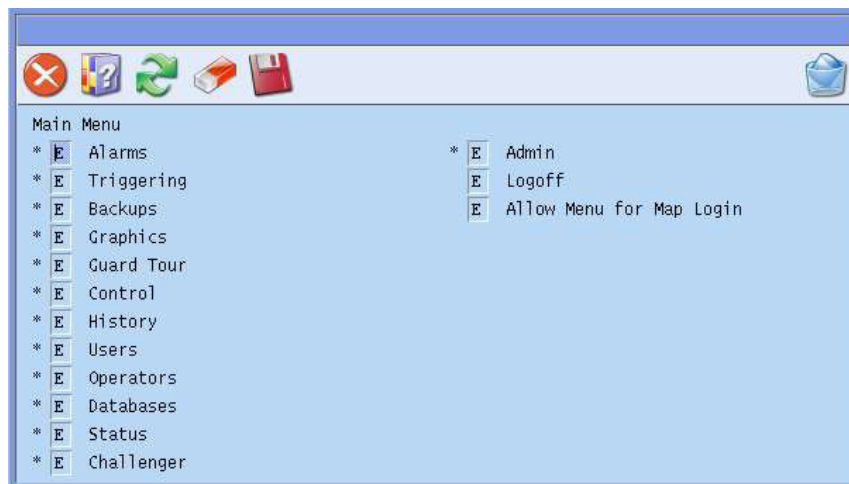 Main Menu
* E Alarms
* E Triggering
* E Backups
* E Graphics
* E Guard Tour
* E Control
* E History
* E Users
* E Operators
* E Databases
* E Status
* E Challenger
* E Admin
E Logoff
E Allow Menu for Map Login